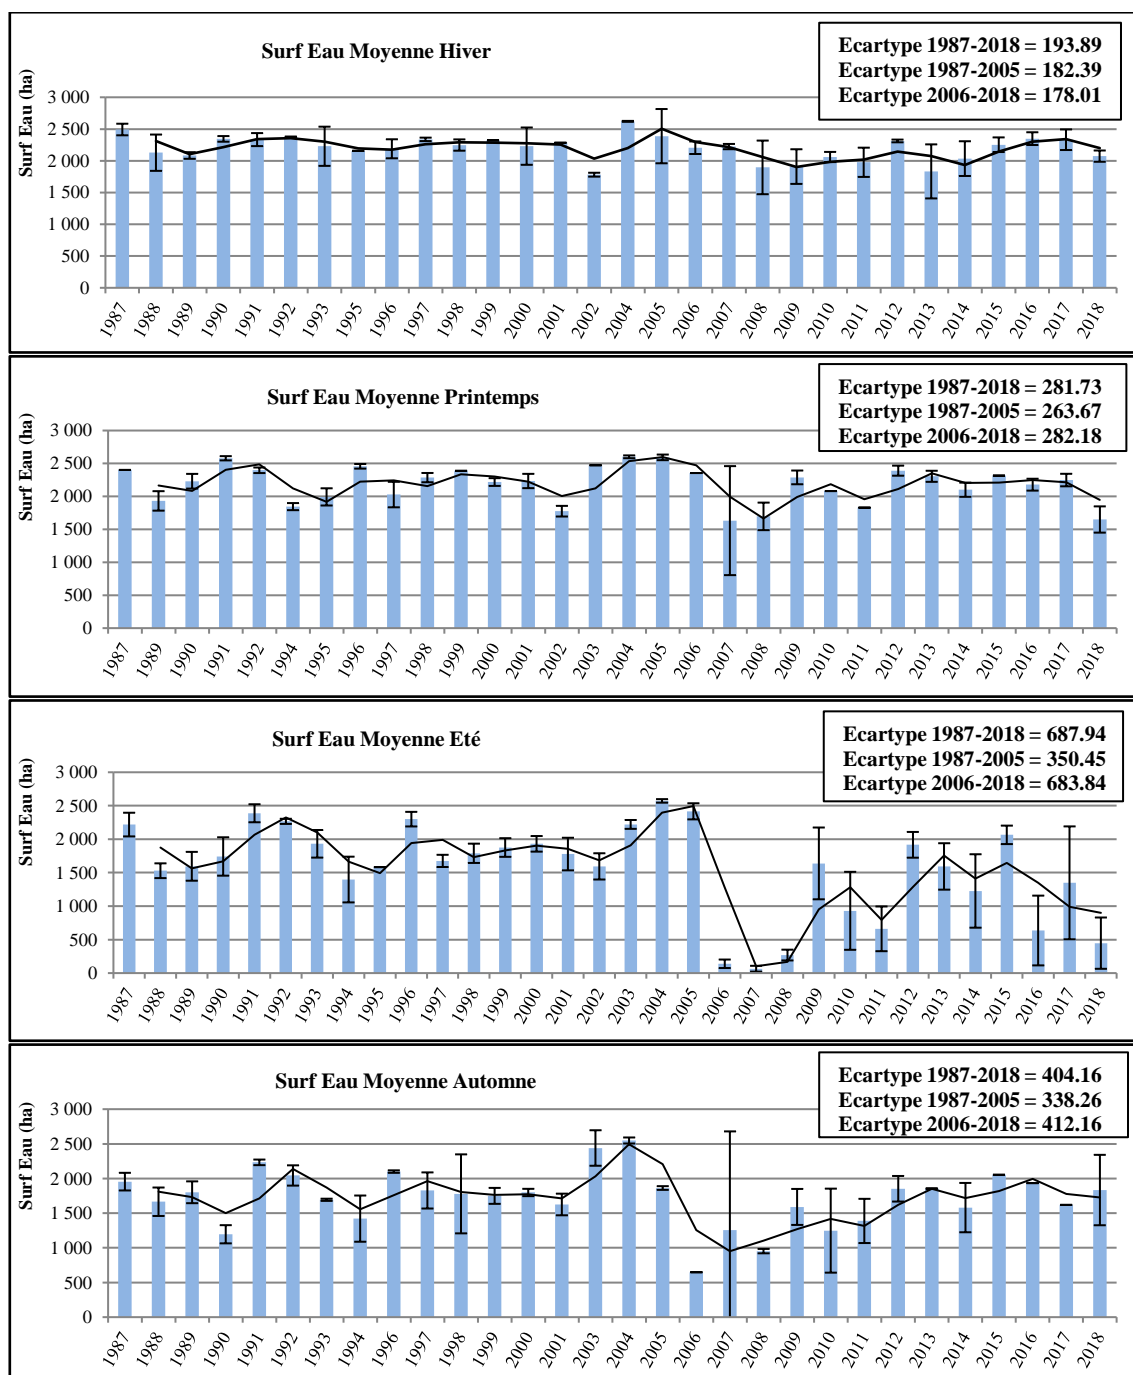 Surf Eau Moyenne Hiver
Ecartype 1987-2018 = 193.89
Ecartype 1987-2005 = 182.39
Ecartype 2006-2018 = 178.01
Surf Eau (ha)
3 000
2 500
2 000
1 500
1 000
500
0
1987 1988 1989 1990 1991 1992 1993 1995 1996 1997 1998 1999 2000 2001 2002 2004 2005 2006 2007 2008 2009 2010 2011 2012 2013 2014 2015 2016 2017 2018
Surf Eau Moyenne Printemps
Ecartype 1987-2018 = 281.73
Ecartype 1987-2005 = 263.67
Ecartype 2006-2018 = 282.18
Surf Eau (ha)
3 000
2 500
2 000
1 500
1 000
500
0
1987 1989 1990 1991 1992 1994 1995 1996 1997 1998 1999 2000 2001 2002 2003 2004 2005 2006 2007 2008 2009 2010 2011 2012 2013 2014 2015 2016 2017 2018
Surf Eau Moyenne Eté
Ecartype 1987-2018 = 687.94
Ecartype 1987-2005 = 350.45
Ecartype 2006-2018 = 683.84
Surf Eau (ha)
3 000
2 500
2 000
1 500
1 000
500
0
1987 1988 1989 1990 1991 1992 1993 1994 1995 1996 1997 1998 1999 2000 2001 2002 2003 2004 2005 2006 2007 2008 2009 2010 2011 2012 2013 2014 2015 2016 2017 2018
Surf Eau Moyenne Automne
Ecartype 1987-2018 = 404.16
Ecartype 1987-2005 = 338.26
Ecartype 2006-2018 = 412.16
Surf Eau (ha)
3 000
2 500
2 000
1 500
1 000
500
0
1987 1988 1989 1990 1991 1992 1993 1994 1996 1997 1998 1999 2000 2001 2003 2004 2005 2006 2007 2008 2009 2010 2011 2012 2013 2014 2015 2016 2017 2018